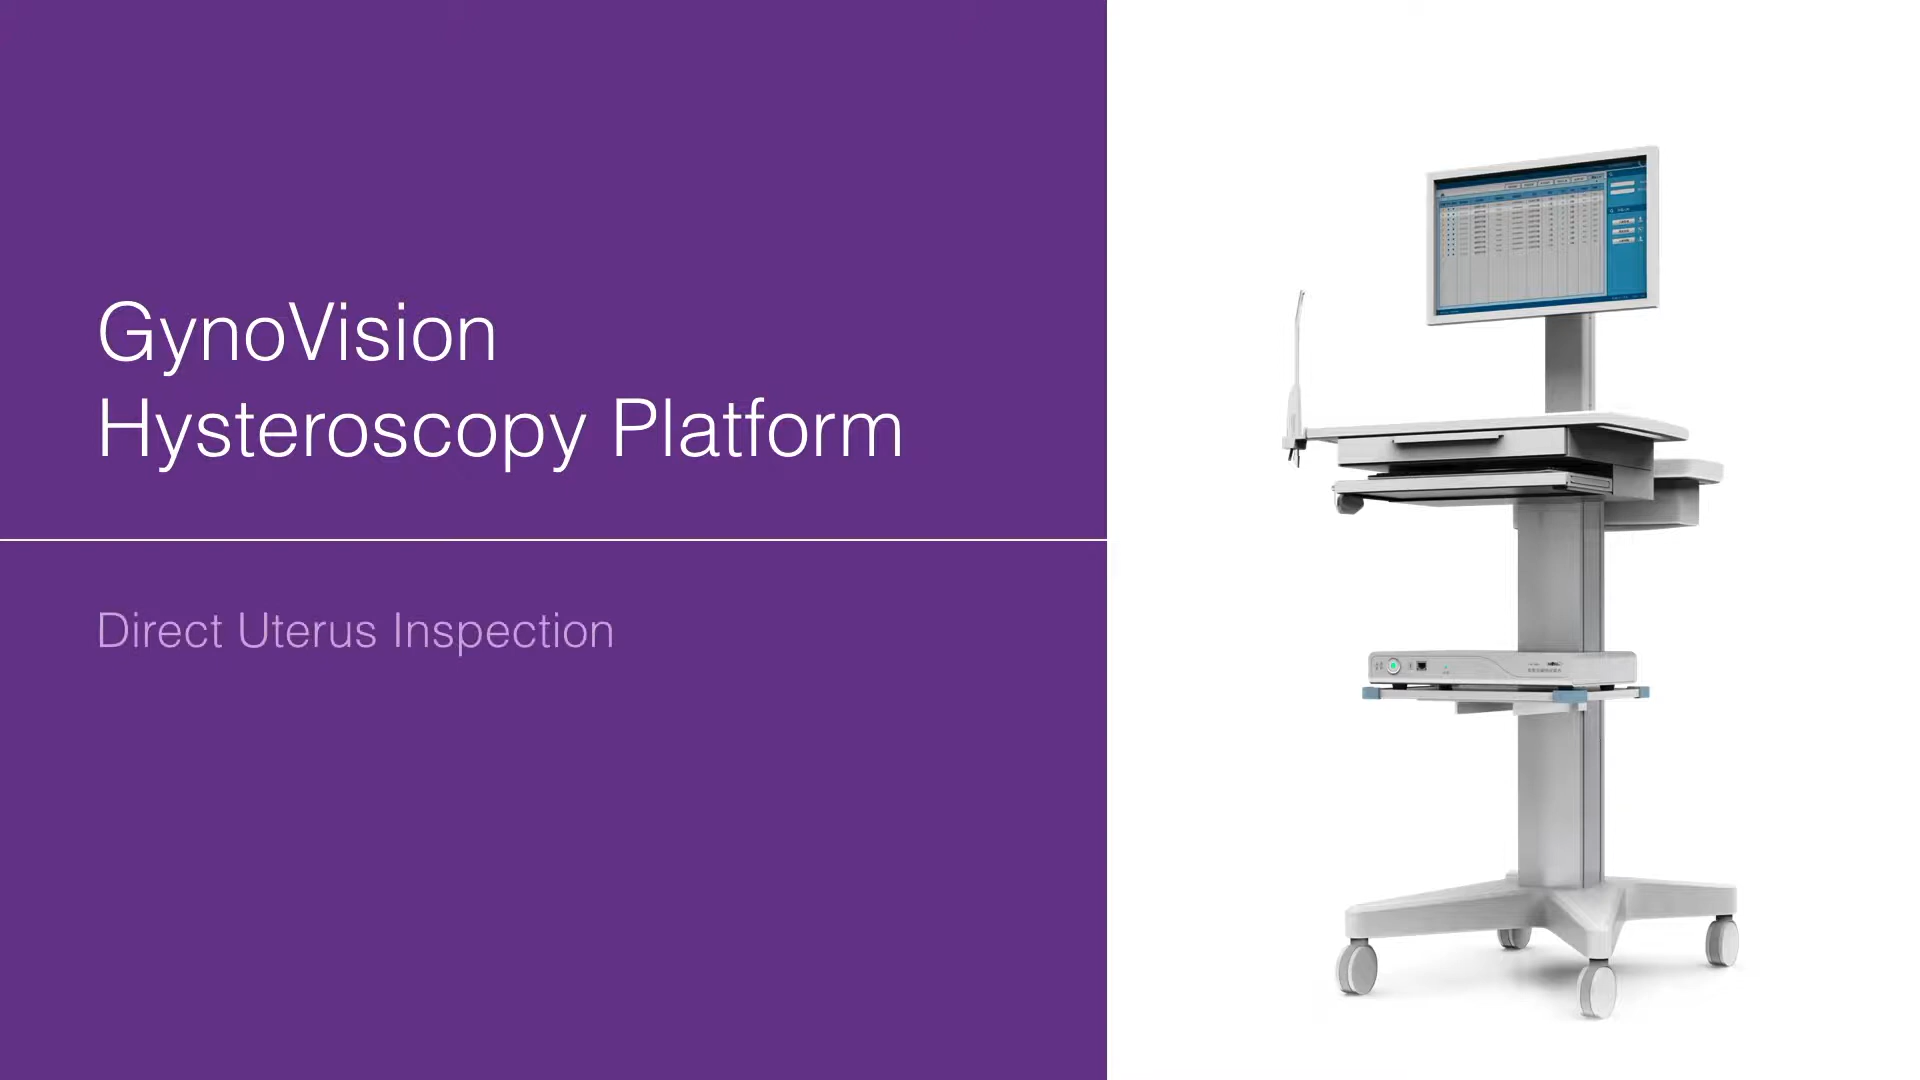 GynoVision
Hysteroscopy Platform
Direct Uterus Inspection